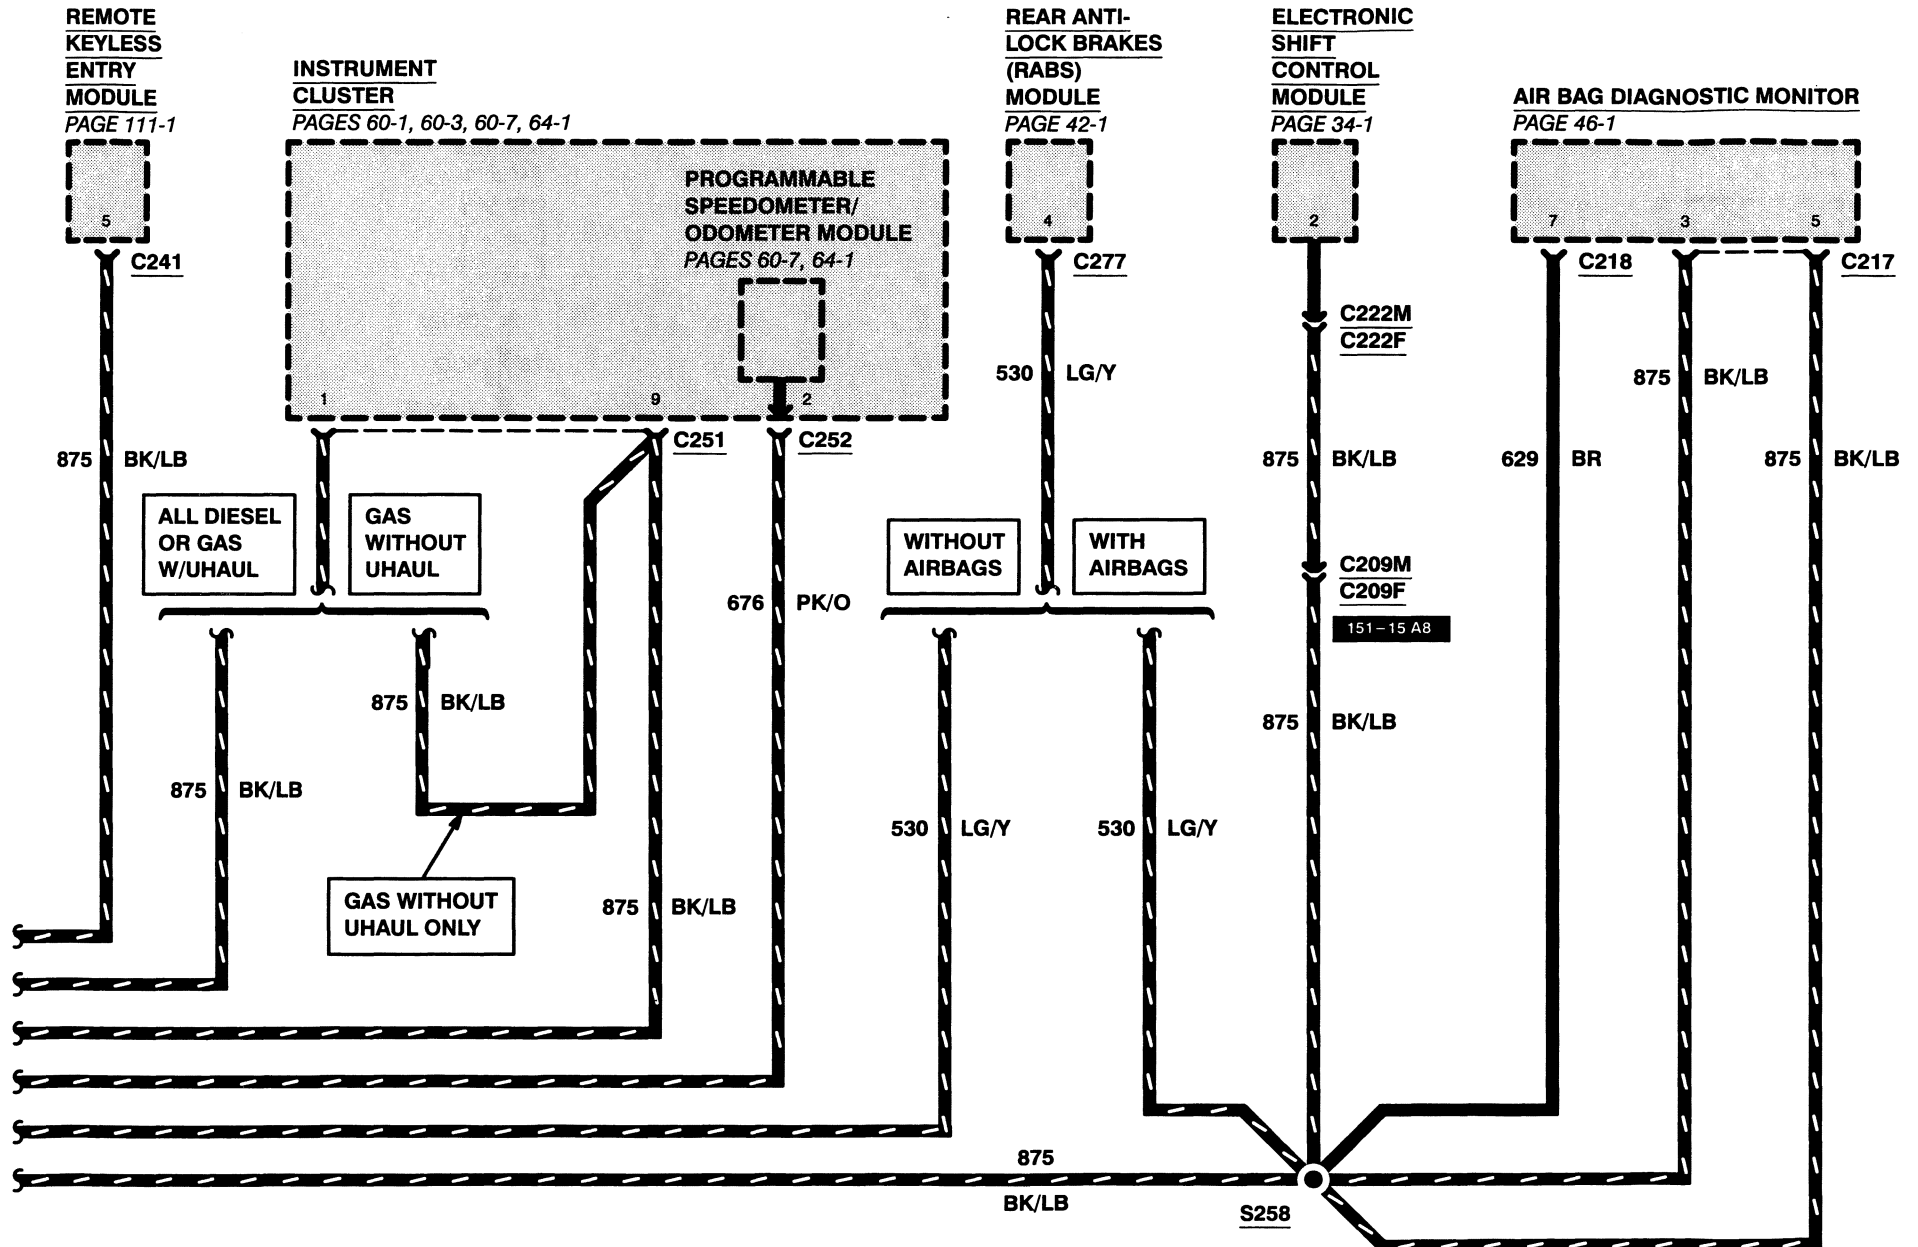 REMOTE
KEYLESS
ENTRY
MODULE
PAGE 111-1
5
C241
875 BK/LB
INSTRUMENT
CLUSTER
PAGES 60-1, 60-3, 60-7, 64-1
PROGRAMMABLE
SPEEDOMETER/
ODOMETER MODULE
PAGES 60-7, 64-1
1
9
2
C251
C252
ALL DIESEL
OR GAS
W/UHAUL
GAS
WITHOUT
UHAUL
875 BK/LB
875 BK/LB
GAS WITHOUT
UHAUL ONLY
875 BK/LB
676 PK/O
REAR ANTI-
LOCK BRAKES
(RABS)
MODULE
PAGE 42-1
4
C277
530 LG/Y
WITHOUT
AIRBAGS
WITH
AIRBAGS
530 LG/Y
530 LG/Y
ELECTRONIC
SHIFT
CONTROL
MODULE
PAGE 34-1
2
C222M
C222F
875 BK/LB
C209M
C209F
151-15 A8
875 BK/LB
AIR BAG DIAGNOSTIC MONITOR
PAGE 46-1
7
3
5
C218
C217
629 BR
875 BK/LB
875 BK/LB
875
BK/LB
S258